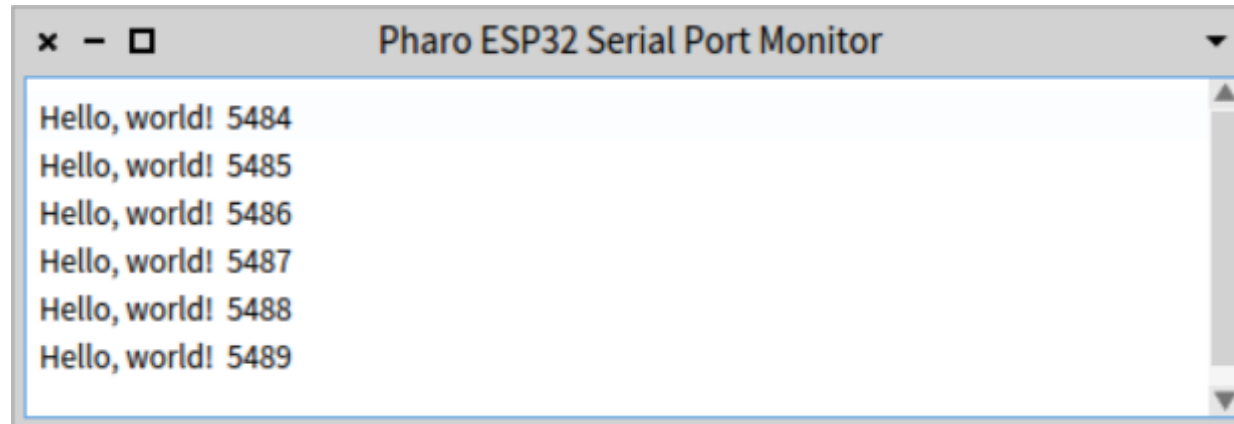 Pharo ESP32 Serial Port Monitor
Hello, world! 5484
Hello, world! 5485
Hello, world! 5486
Hello, world! 5487
Hello, world! 5488
Hello, world! 5489